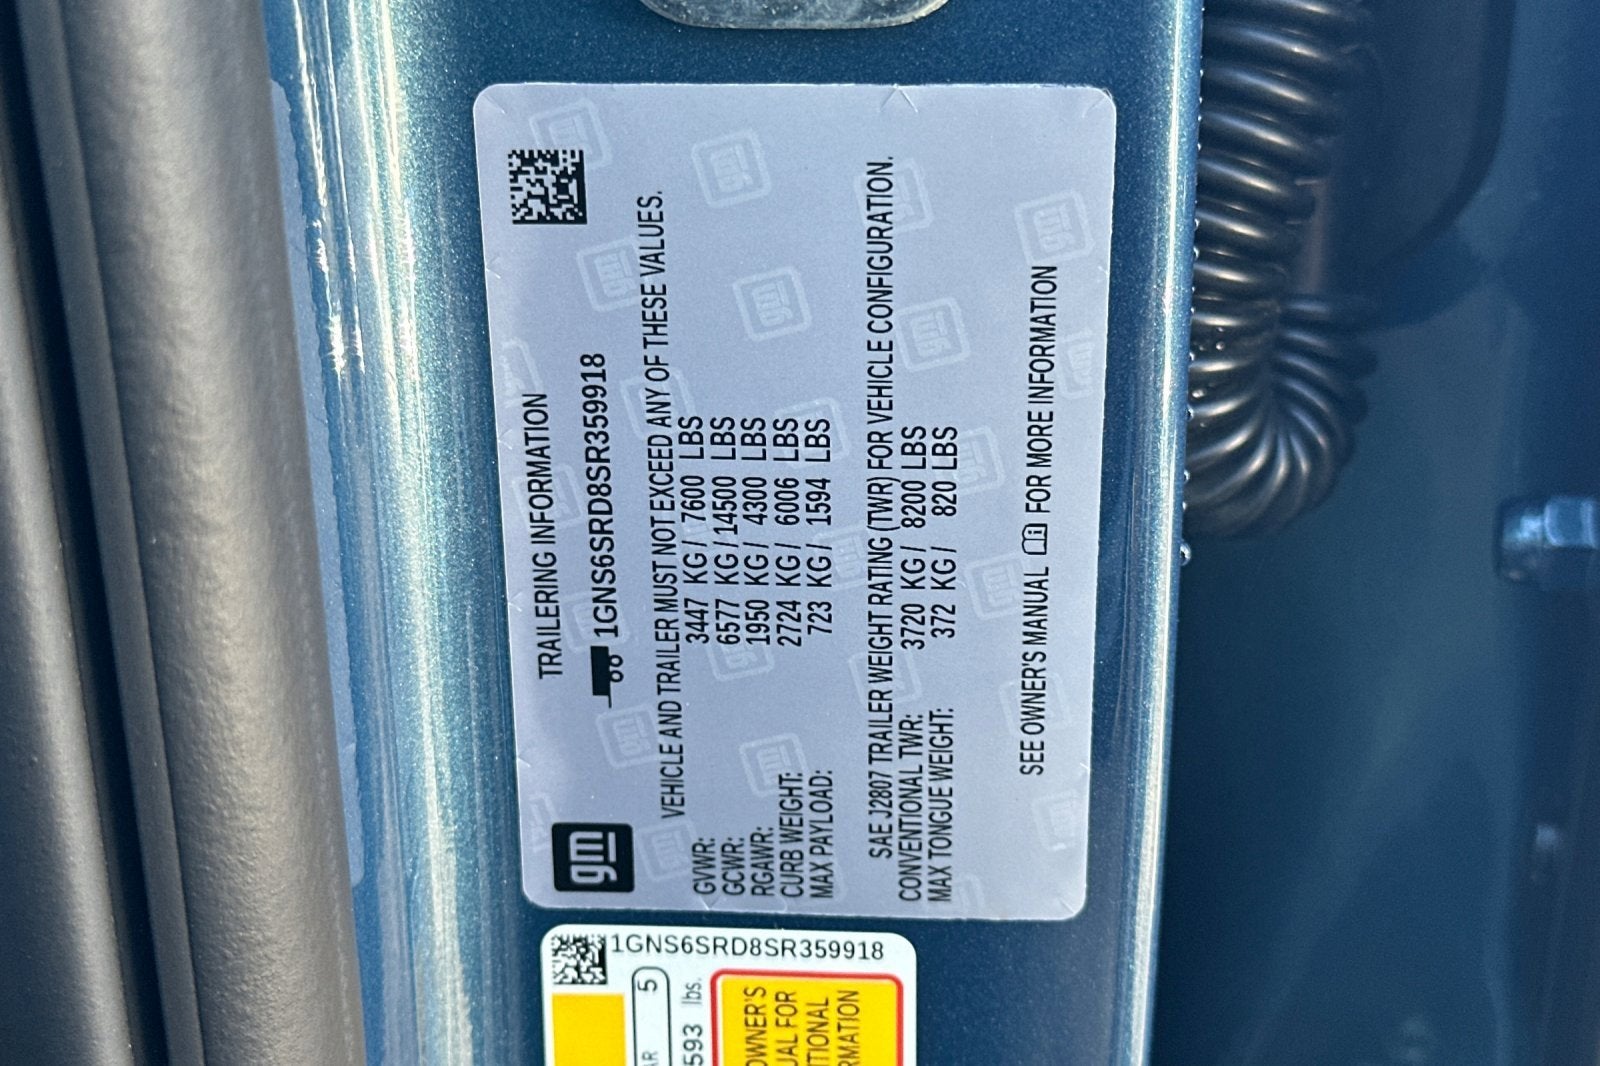 TRAILERING INFORMATION
1GNS6SRD8SR359918
gm
VEHICLE AND TRAILER MUST NOT EXCEED ANY OF THESE VALUES.
GVWR: 3447 KG / 7600 LBS
GCWR: 6577 KG / 14500 LBS
RGAWR: 1950 KG / 4300 LBS
CURB WEIGHT: 2724 KG / 6006 LBS
MAX PAYLOAD: 723 KG / 1594 LBS
SAE J2807 TRAILER WEIGHT RATING (TWR) FOR VEHICLE CONFIGURATION.
CONVENTIONAL TWR: 3720 KG / 8200 LBS
MAX TONGUE WEIGHT: 372 KG / 820 LBS
SEE OWNER'S MANUAL FOR MORE INFORMATION
1GNS6SRD8SR359918
5
593 lbs.
OWNER'S
FOR